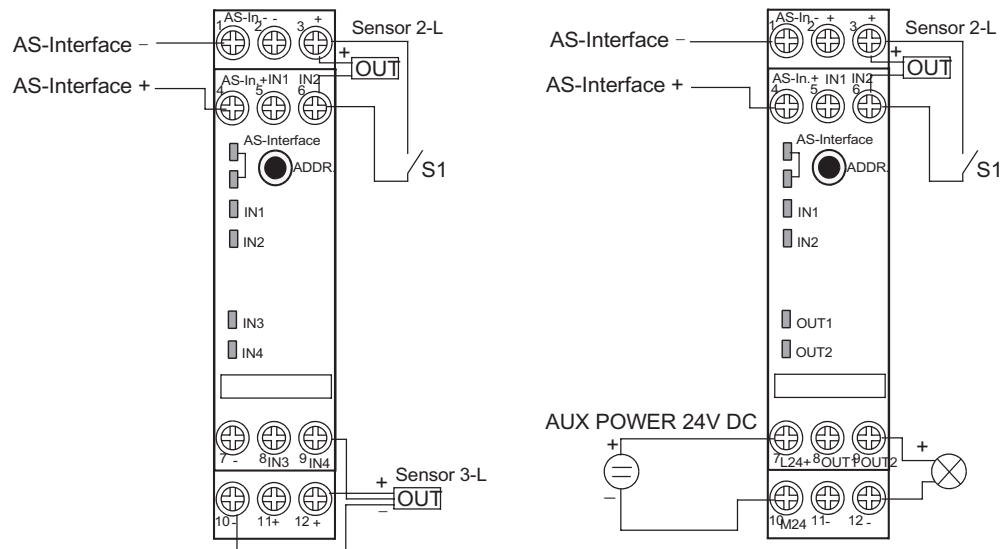 AS-In.- - +
1 2 3
Sensor 2-L
AS-Interface −
+
OUT
AS-Interface +
AS-In.+ IN1 IN2
4 5 6
AS-Interface
ADDR.
S1
IN1
IN2
IN3
IN4
7 - 8 IN3 9 IN4
Sensor 3-L
+
OUT
−
10 - 11+ 12 +
AS-In.- + +
1 2 3
Sensor 2-L
AS-Interface −
+
OUT
AS-Interface +
AS-In.+ IN1 IN2
4 5 6
AS-Interface
ADDR.
S1
IN1
IN2
OUT1
OUT2
AUX POWER 24V DC
+
−
7 L24+ 8 OUT1 9 OUT2
+
10 M24 11- 12 -